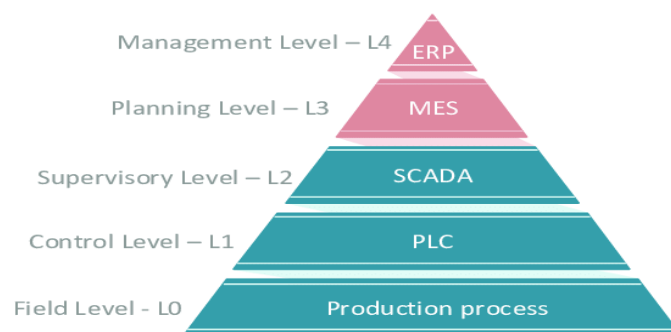 Management Level – L4
ERP
Planning Level – L3
MES
Supervisory Level – L2
SCADA
Control Level – L1
PLC
Field Level - L0
Production process